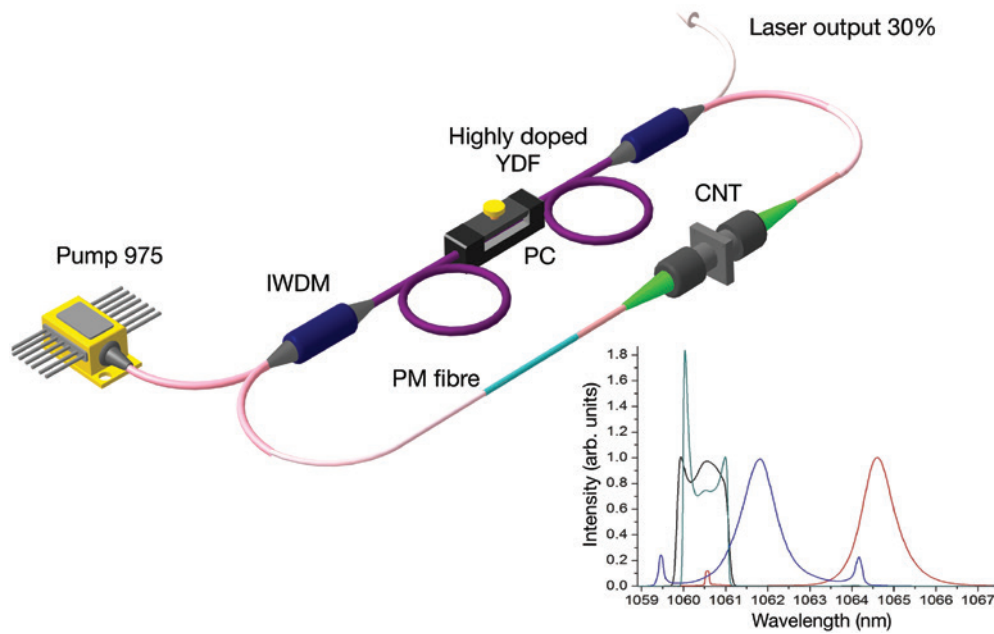 Laser output 30%
Highly doped
YDF
CNT
Pump 975
IWDM
PC
PM fibre
Intensity (arb. units)
1.8
1.6
1.4
1.2
1.0
0.8
0.6
0.4
0.2
0.0
1059 1060 1061 1062 1063 1064 1065 1066 1067
Wavelength (nm)